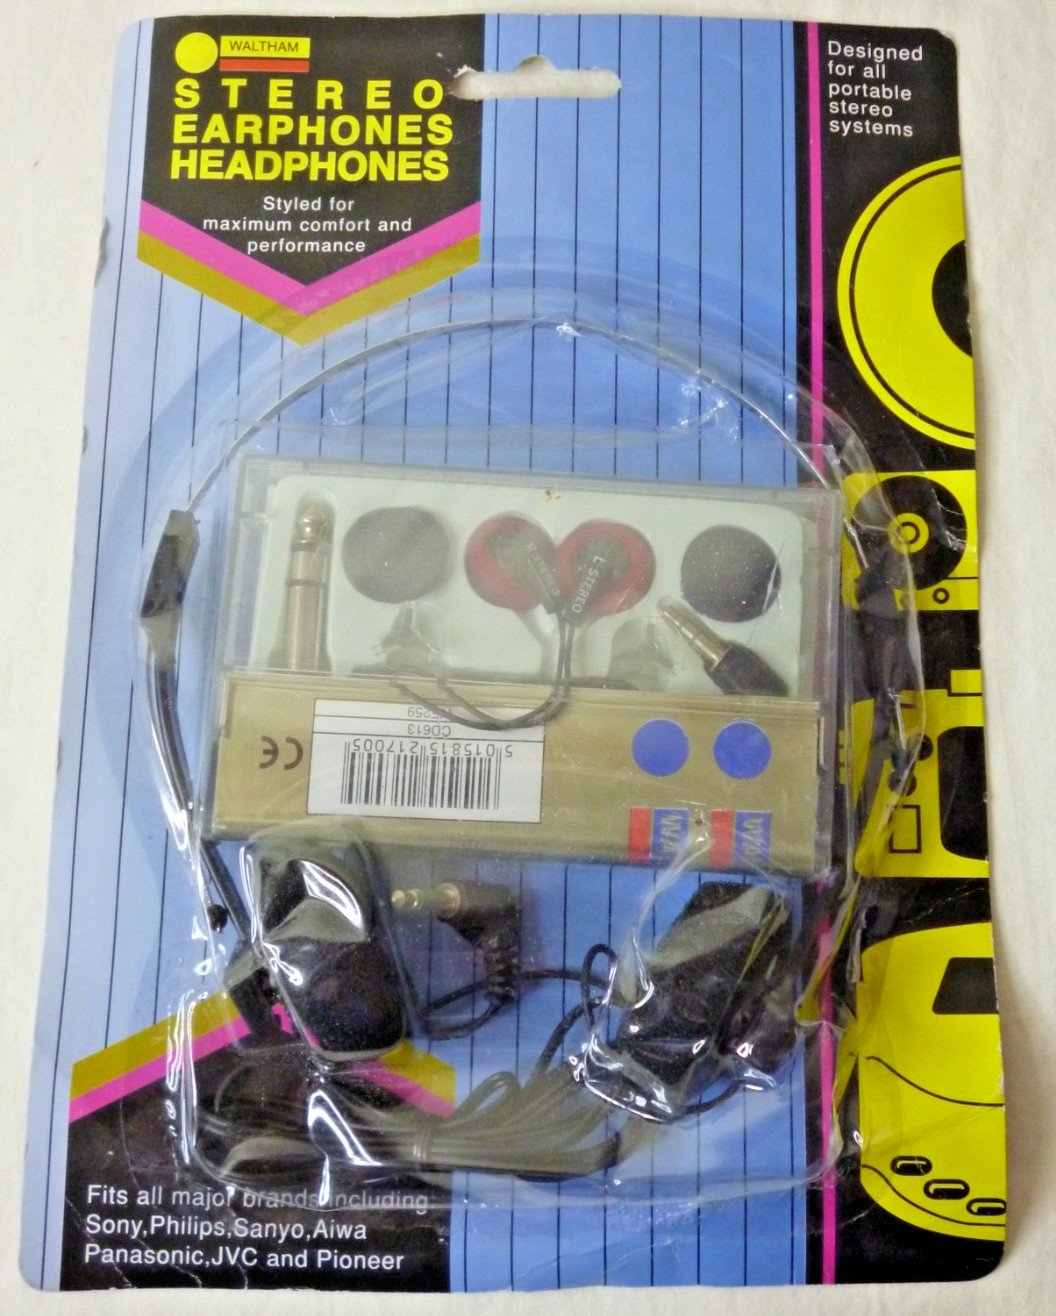 WALTHAM
STEREO
EARPHONES
HEADPHONES
Styled for
maximum comfort and
performance
Designed
for all
portable
stereo
systems
L-STEREO
CD613
5 015815 217005
CE
Fits all major brands including
Sony,Philips,Sanyo,Aiwa
Panasonic,JVC and Pioneer